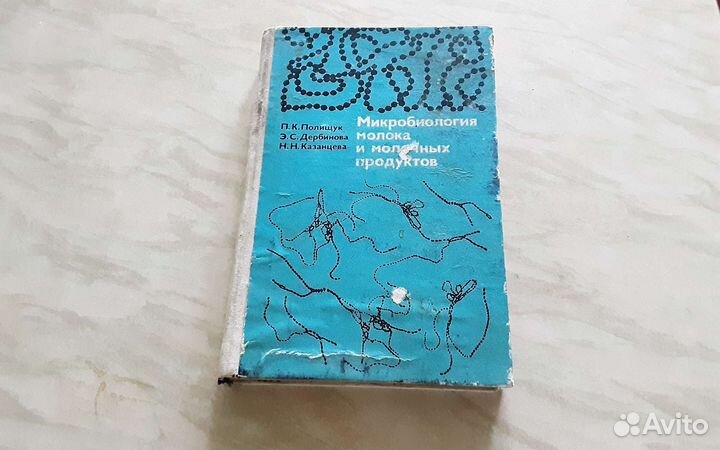 П. К. Полищук
Э. С. Дербинова
Н. Н. Казанцева
Микробиология
молока
и молочных
продуктов
Avito